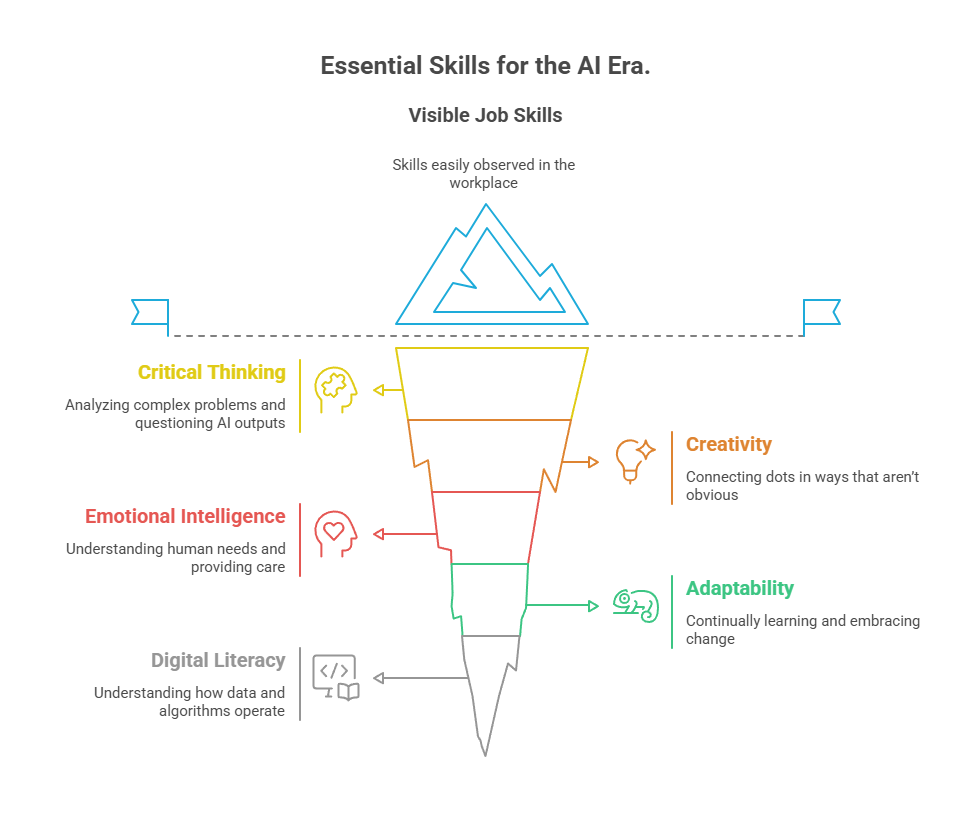 Essential Skills for the AI Era.
Visible Job Skills
Skills easily observed in the
workplace
Critical Thinking
Analyzing complex problems and
questioning AI outputs
Creativity
Connecting dots in ways that aren’t
obvious
Emotional Intelligence
Understanding human needs and
providing care
Adaptability
Continually learning and embracing
change
Digital Literacy
Understanding how data and
algorithms operate